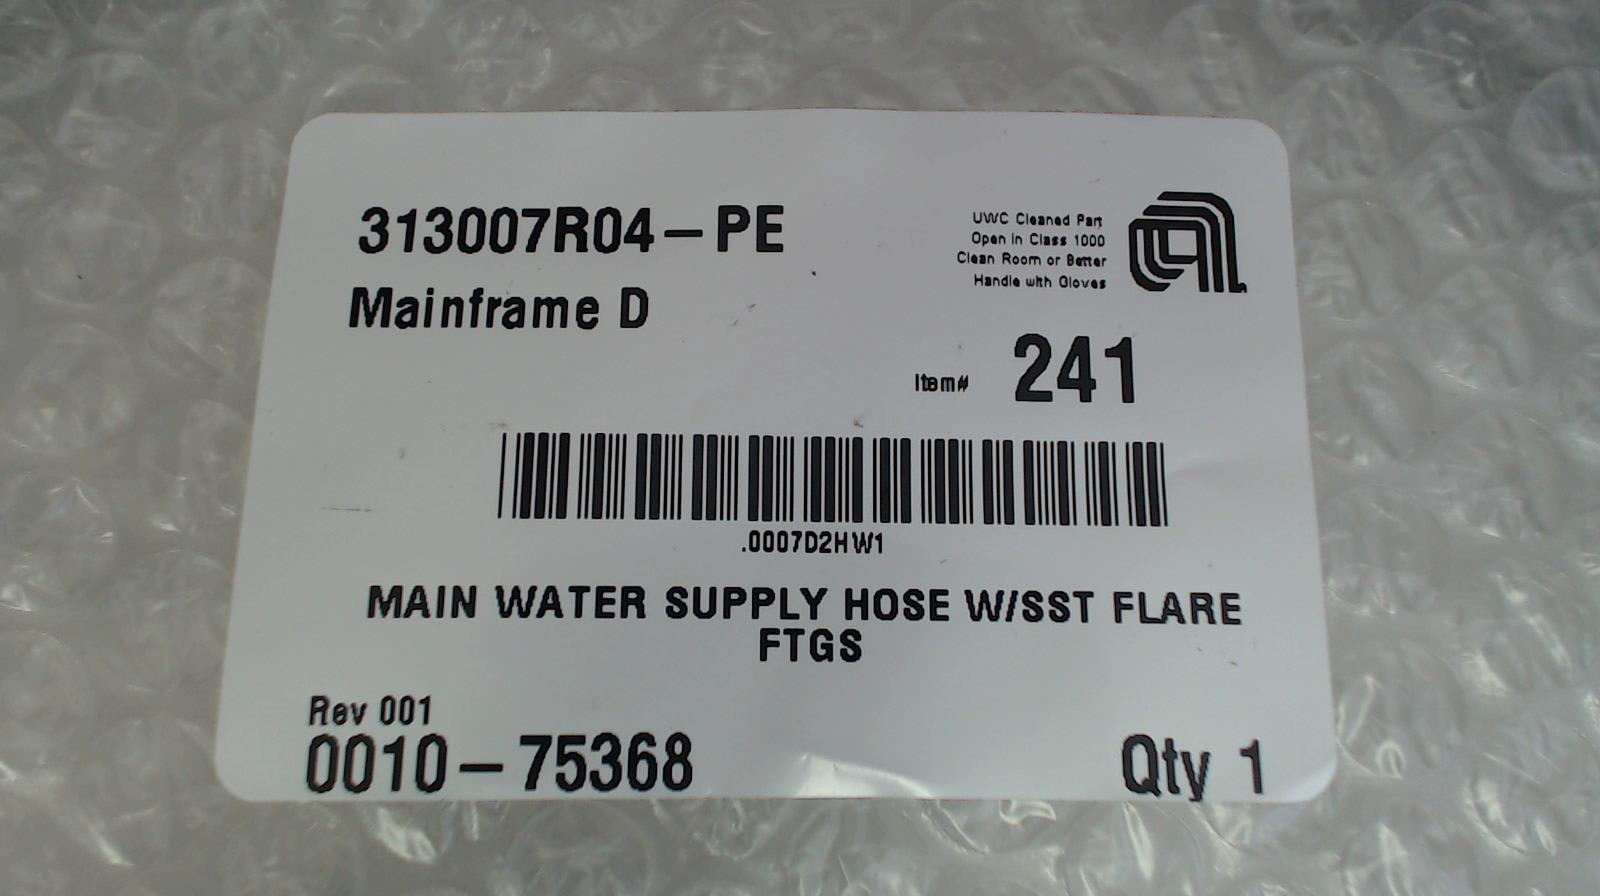 313007R04-PE
Mainframe D
UWC Cleaned Part
Open in Class 1000
Clean Room or Better
Handle with Gloves
Item# 241
.0007D2HW1
MAIN WATER SUPPLY HOSE W/SST FLARE
FTGS
Rev 001
0010-75368
Qty 1